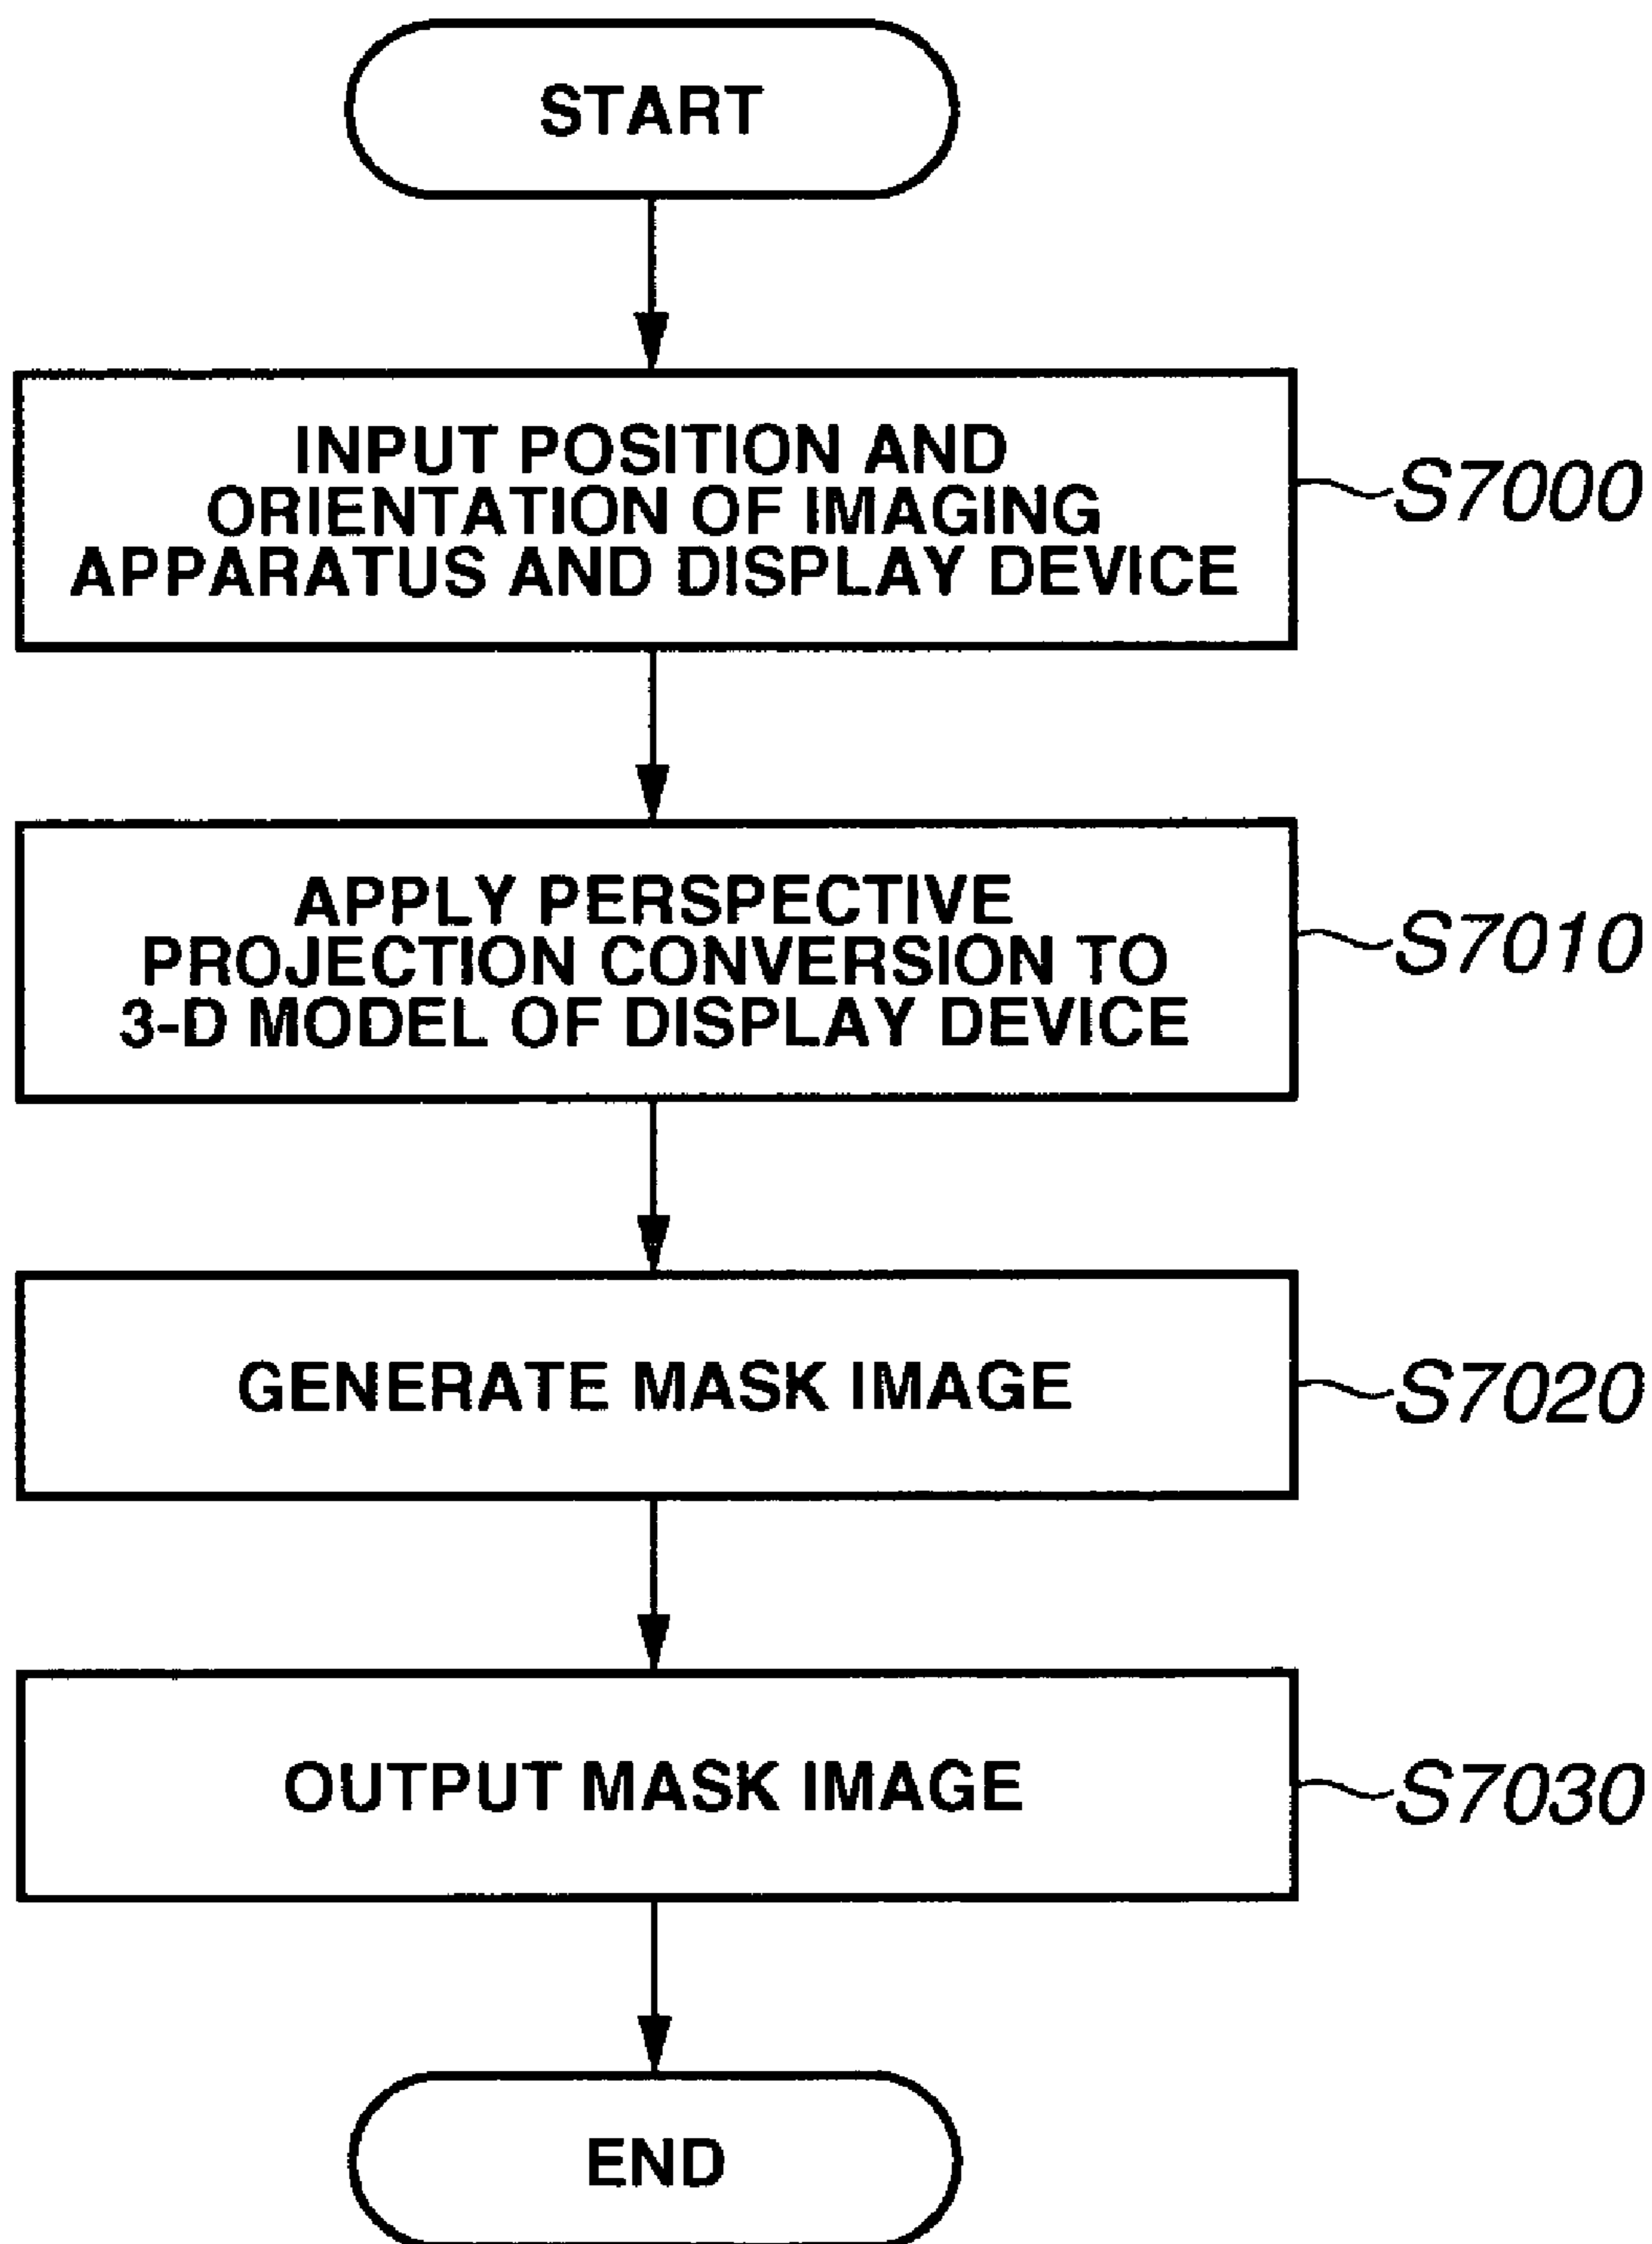 START
INPUT POSITION AND
ORIENTATION OF IMAGING
APPARATUS AND DISPLAY DEVICE
S7000
APPLY PERSPECTIVE
PROJECTION CONVERSION TO
3-D MODEL OF DISPLAY DEVICE
S7010
GENERATE MASK IMAGE
S7020
OUTPUT MASK IMAGE
S7030
END